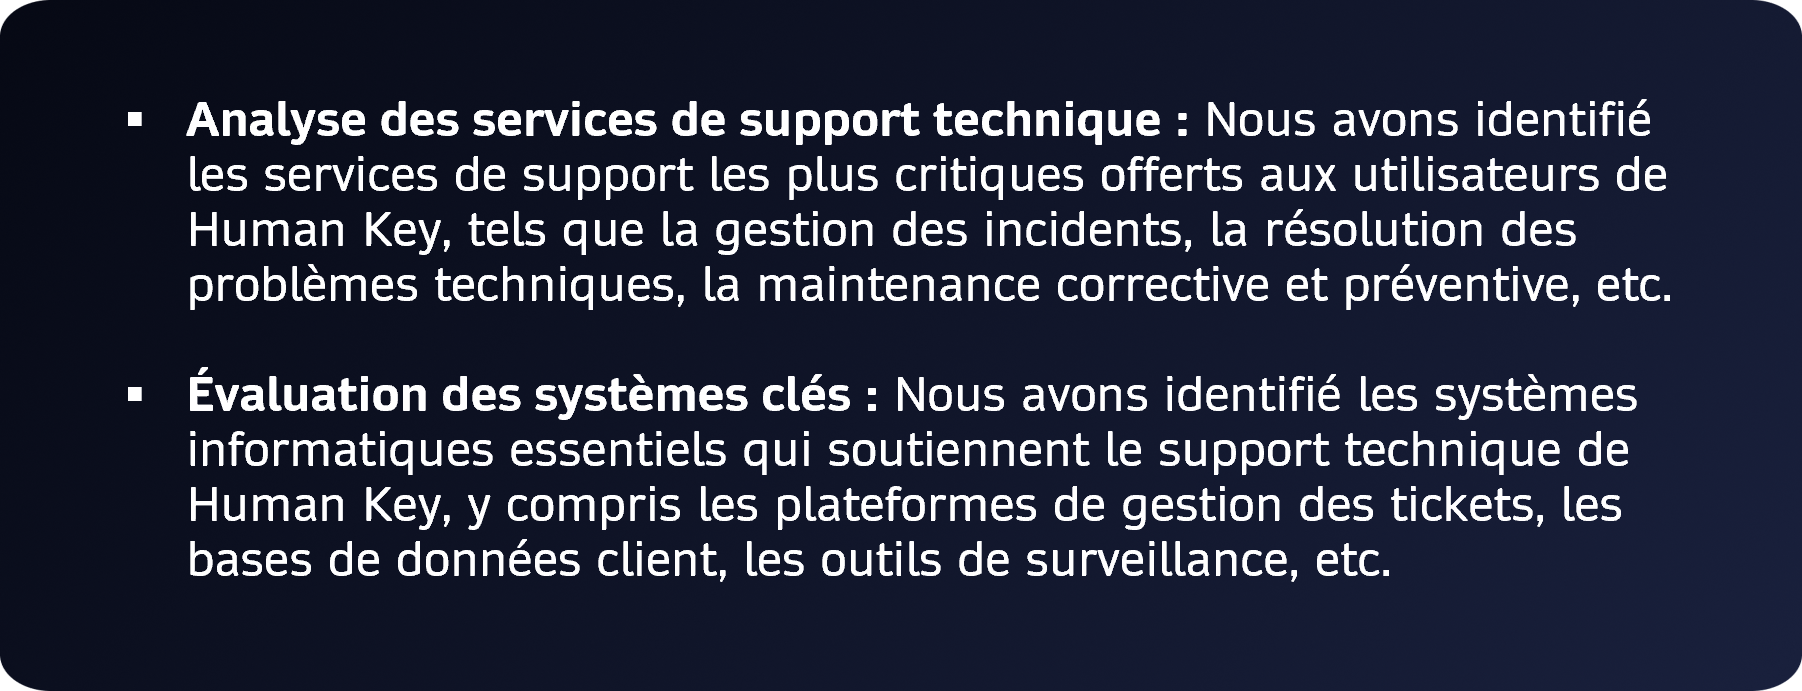 ▪ Analyse des services de support technique : Nous avons identifié
les services de support les plus critiques offerts aux utilisateurs de
Human Key, tels que la gestion des incidents, la résolution des
problèmes techniques, la maintenance corrective et préventive, etc.
▪ Évaluation des systèmes clés : Nous avons identifié les systèmes
informatiques essentiels qui soutiennent le support technique de
Human Key, y compris les plateformes de gestion des tickets, les
bases de données client, les outils de surveillance, etc.